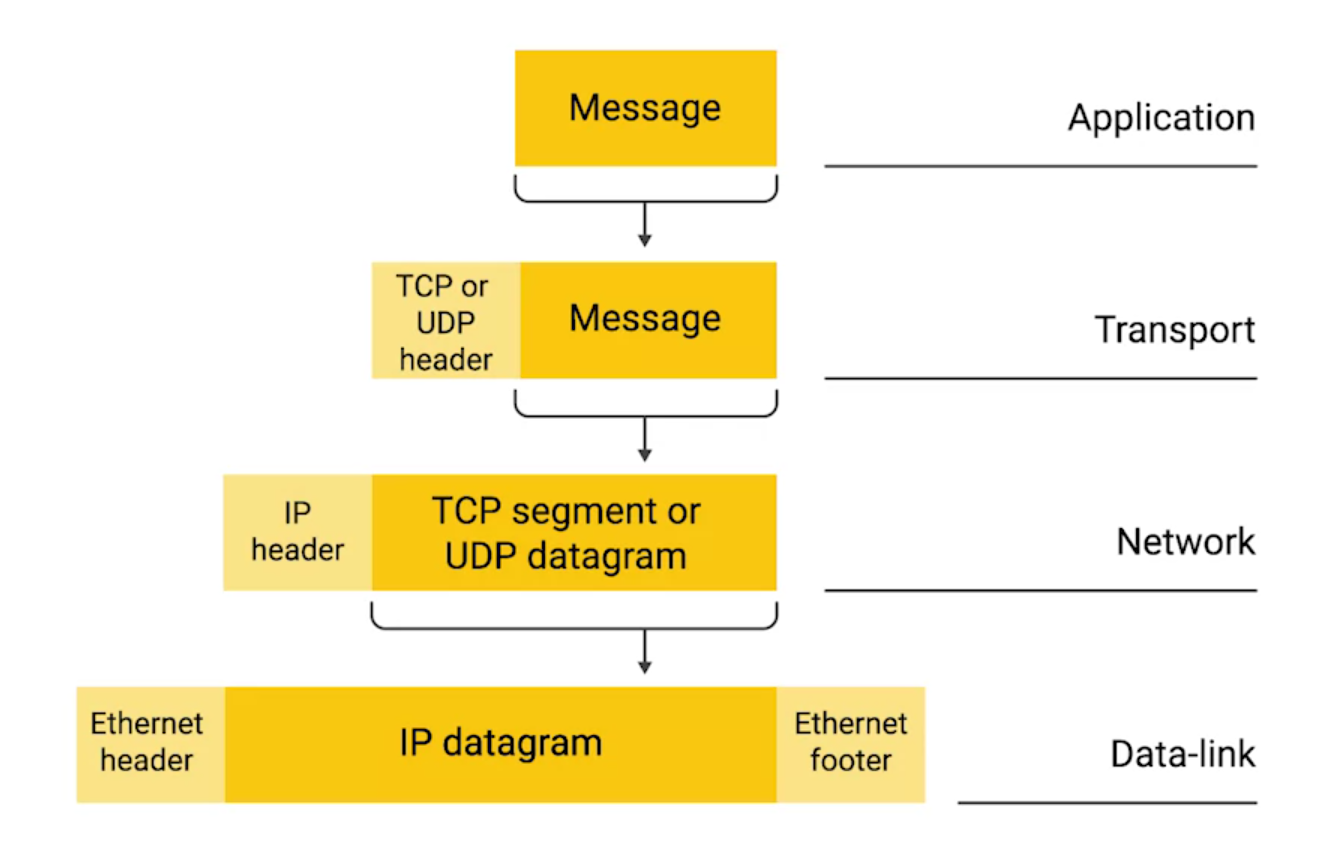 Message
Application
TCP or
UDP
header
Message
Transport
IP
header
TCP segment or
UDP datagram
Network
Ethernet
header
IP datagram
Ethernet
footer
Data-link